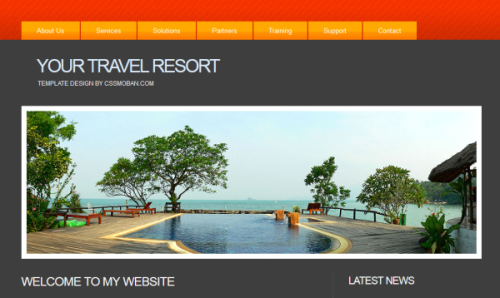 About Us Services Solutions Partners Training Support Contact
YOUR TRAVEL RESORT
TEMPLATE DESIGN BY CSSMOBAN.COM
WELCOME TO MY WEBSITE
LATEST NEWS